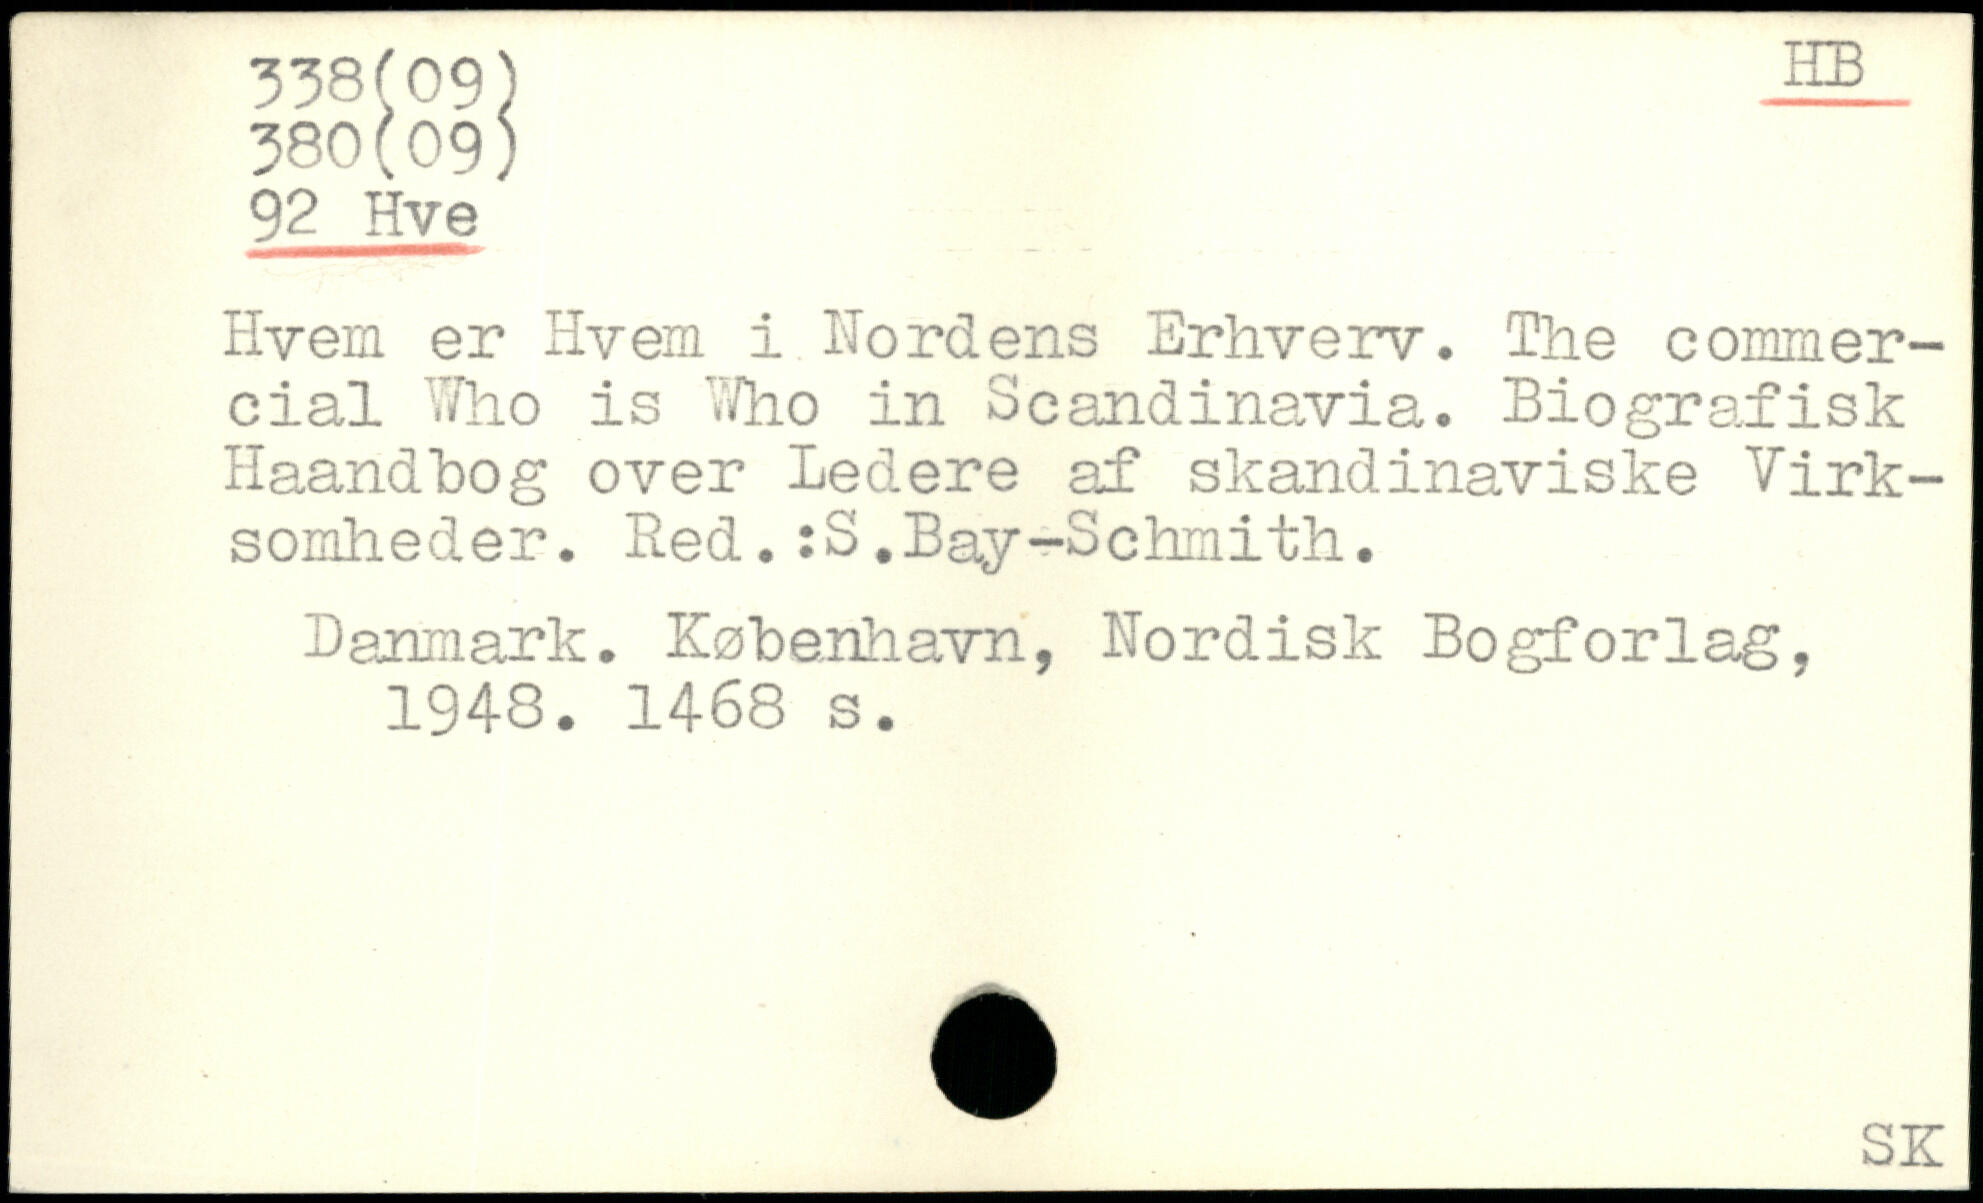 338(09)
HB
380(09)
92 Hve
Hvem er Hvem i Nordens Erhverv. The commer-
cial Who is Who in Scandinavia. Biografisk
Haandbog over Ledere af skandinaviske Virk-
somheder. Red.:S.Bay-Schmith.
Danmark. København, Nordisk Bogforlag,
1948. 1468 s.
SK